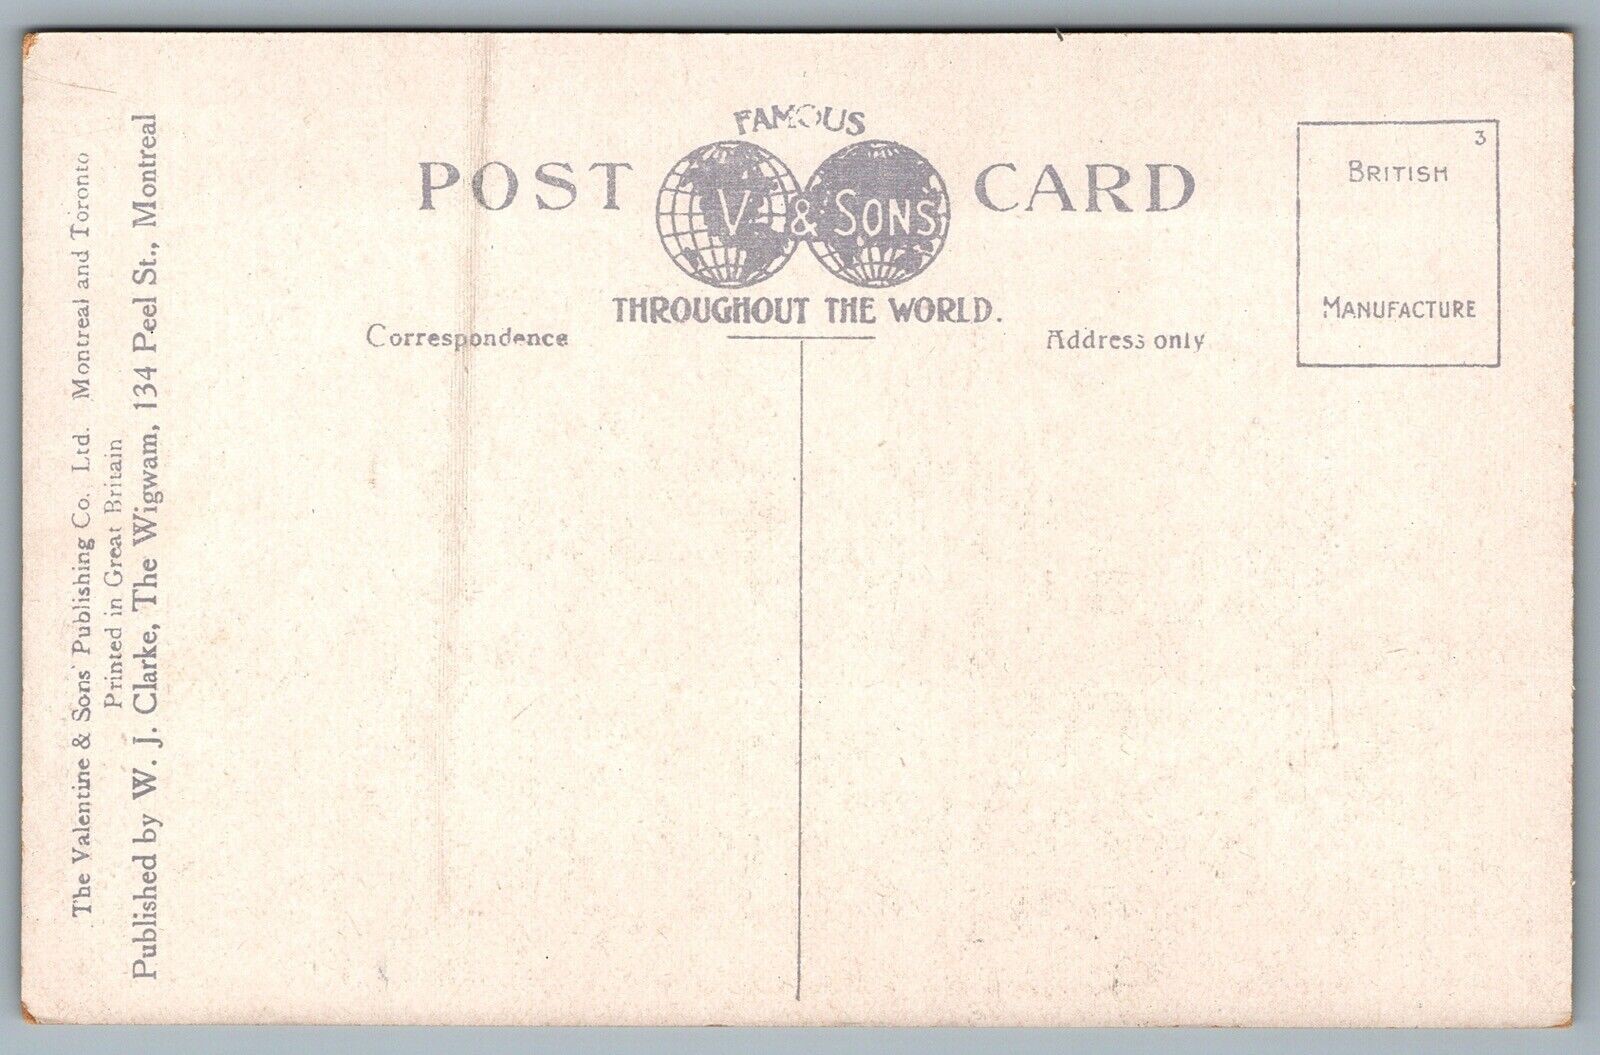 FAMOUS
POST V. & SONS CARD
THROUGHOUT THE WORLD.
Correspondence
Address only
3
BRITISH
MANUFACTURE
The Valentine & Sons' Publishing Co. Ltd. Montreal and Toronto
Printed in Great Britain
Published by W. J. Clarke, The Wigwam, 134 Peel St., Montreal